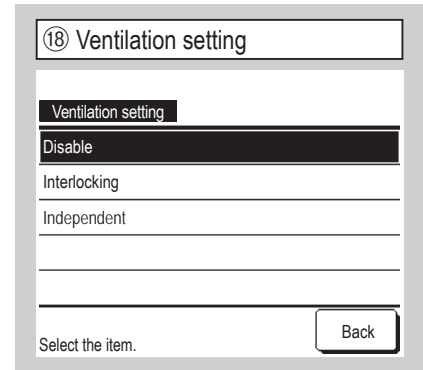 ⑱ Ventilation setting
Ventilation setting
Disable
Interlocking
Independent
Select the item.
Back